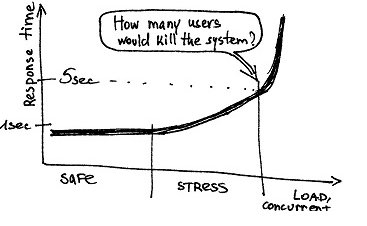 How many users
would kill the system?
Response time
5sec
1sec
SAFE
STRESS
LOAD,
concurrent